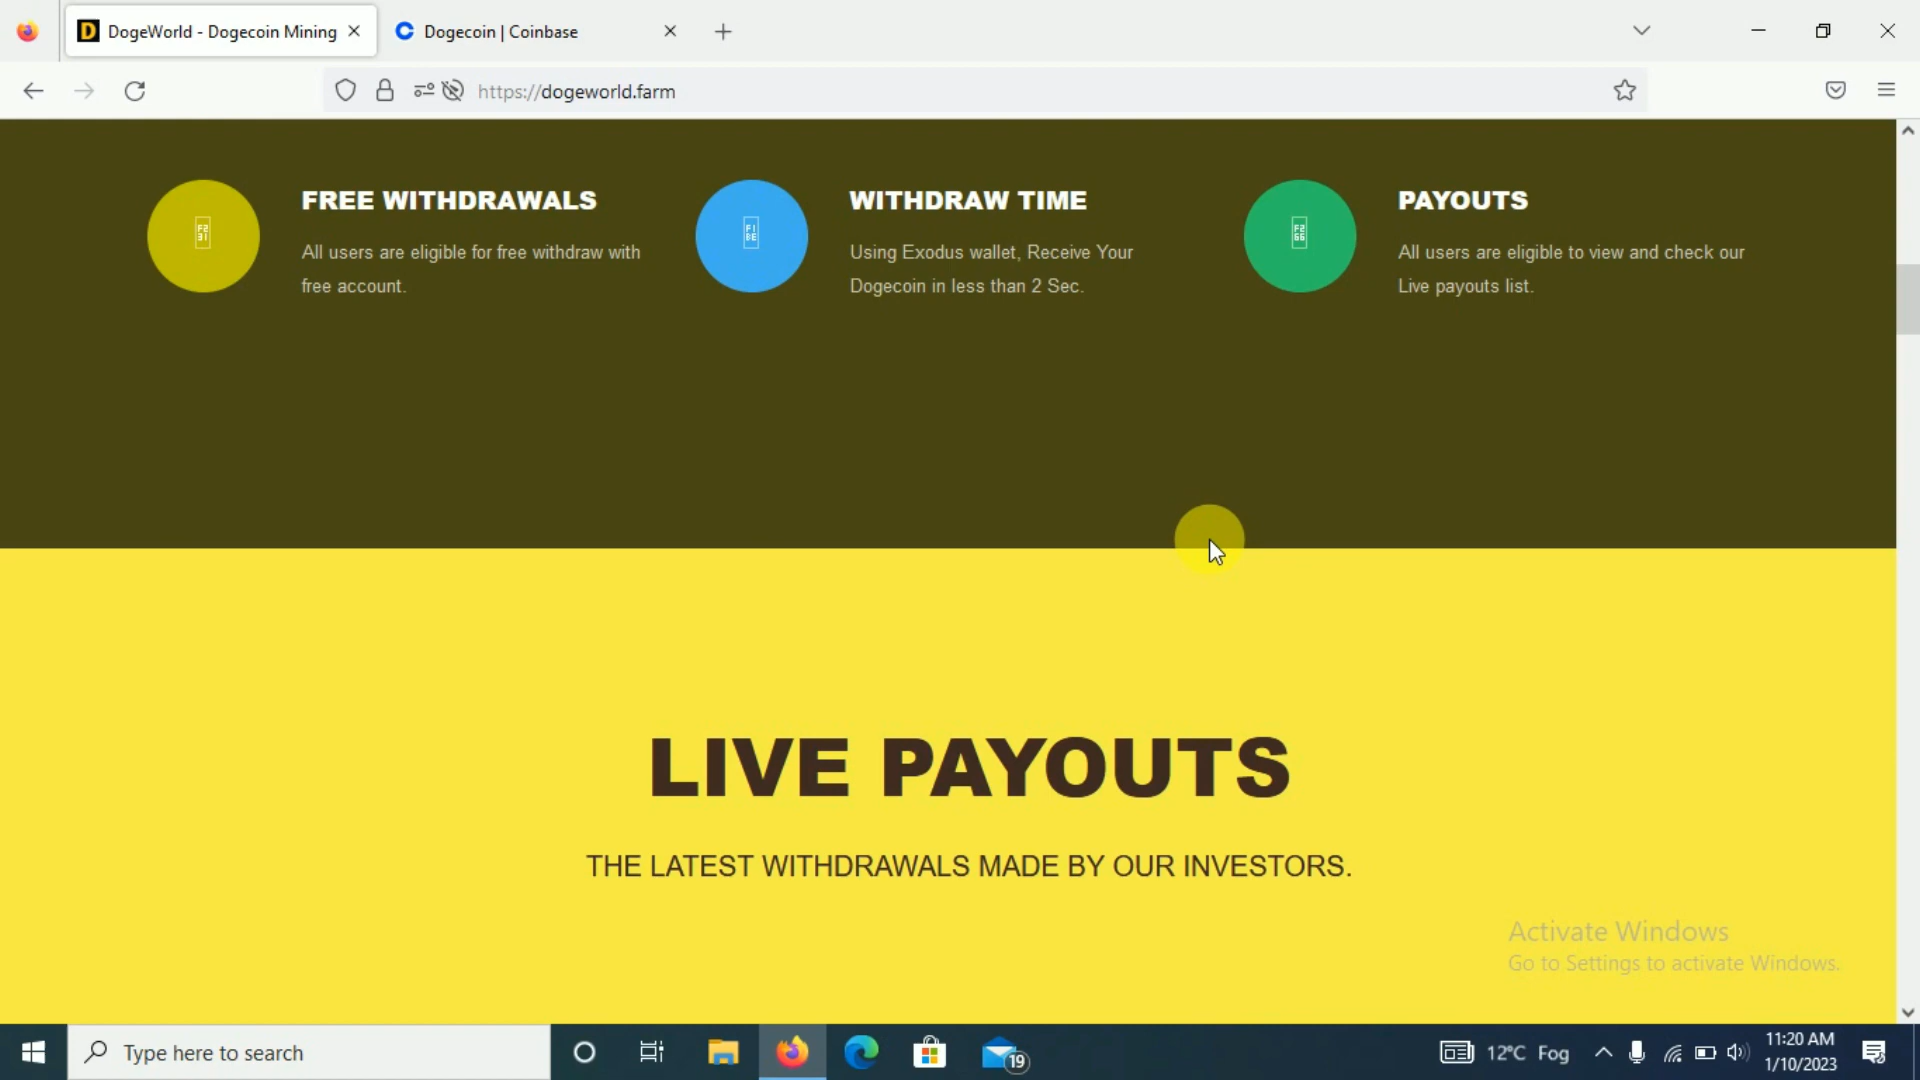 DogeWorld - Dogecoin Mining
Dogecoin | Coinbase
https://dogeworld.farm
FREE WITHDRAWALS
All users are eligible for free withdraw with
free account.
WITHDRAW TIME
Using Exodus wallet, Receive Your
Dogecoin in less than 2 Sec.
PAYOUTS
All users are eligible to view and check our
Live payouts list.
LIVE PAYOUTS
THE LATEST WITHDRAWALS MADE BY OUR INVESTORS.
Activate Windows
Go to Settings to activate Windows.
Type here to search
19
12°C Fog
11:20 AM
1/10/2023